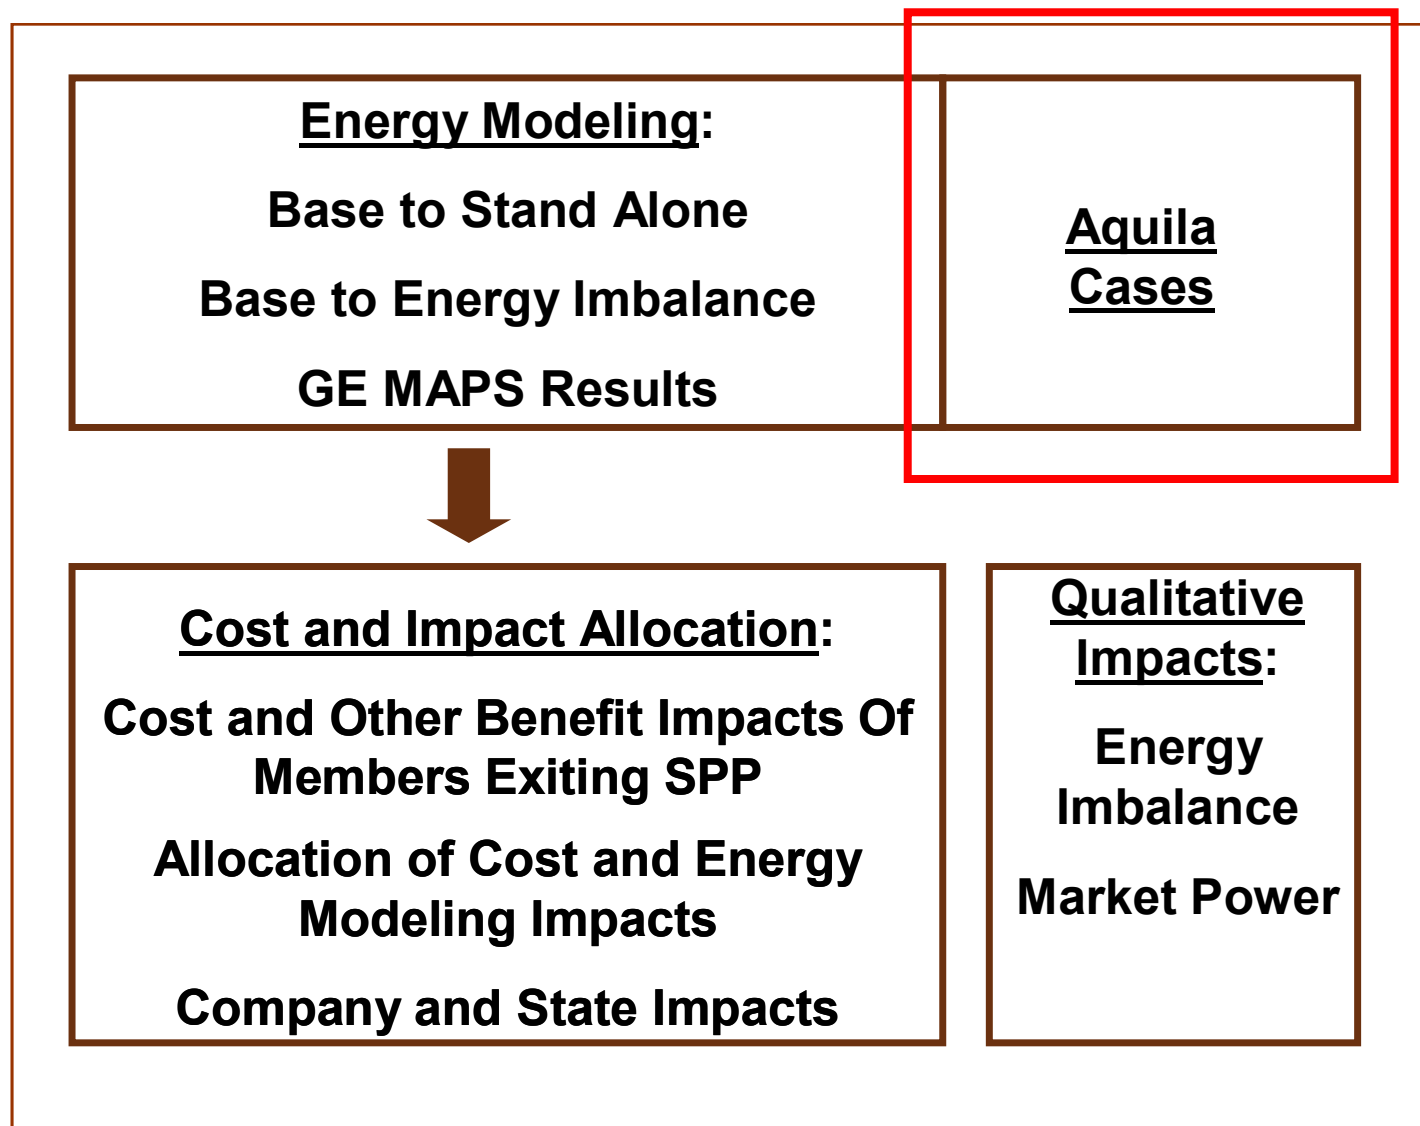 Energy Modeling:
Base to Stand Alone
Base to Energy Imbalance
GE MAPS Results
Aquila
Cases
Cost and Impact Allocation:
Cost and Other Benefit Impacts Of
Members Exiting SPP
Allocation of Cost and Energy
Modeling Impacts
Company and State Impacts
Qualitative
Impacts:
Energy
Imbalance
Market Power